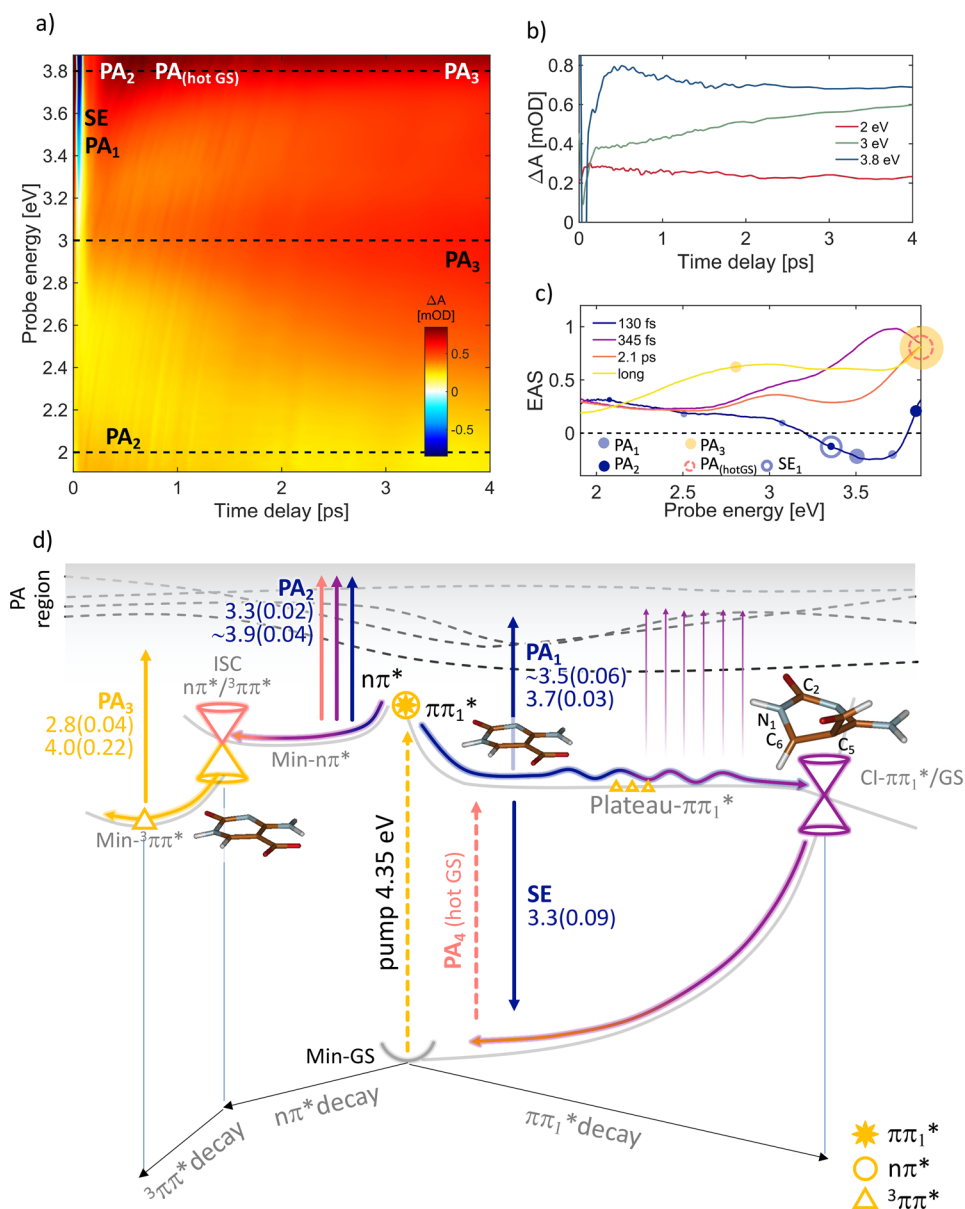 a)
PA₂
PA(hot GS)
PA₃
SE
PA₁
PA₃
PA₂
ΔA
[mOD]
0.5
0
-0.5
3.8
3.6
3.4
3.2
3
2.8
2.6
2.4
2.2
2
Probe energy [eV]
0
1
2
3
4
Time delay [ps]
b)
0.8
0.6
0.4
0.2
0
ΔA [mOD]
2 eV
3 eV
3.8 eV
0
1
2
3
4
Time delay [ps]
c)
1
0.5
0
EAS
130 fs
345 fs
2.1 ps
long
PA₁
PA₃
PA₂
PA(hotGS)
SE₁
2
2.5
3
3.5
Probe energy [eV]
d)
PA
region
PA₂
3.3(0.02)
~3.9(0.04)
PA₁
~3.5(0.06)
3.7(0.03)
ISC
nπ*/³ππ*
PA₃
2.8(0.04)
4.0(0.22)
nπ*
ππ₁*
Min-nπ*
C₂
N₁
C₆
C₅
CI-ππ₁*/GS
Plateau-ππ₁*
Min-³ππ*
pump 4.35 eV
PA₄ (hot GS)
SE
3.3(0.09)
Min-GS
nπ* decay
ππ₁* decay
³ππ* decay
ππ₁*
nπ*
³ππ*